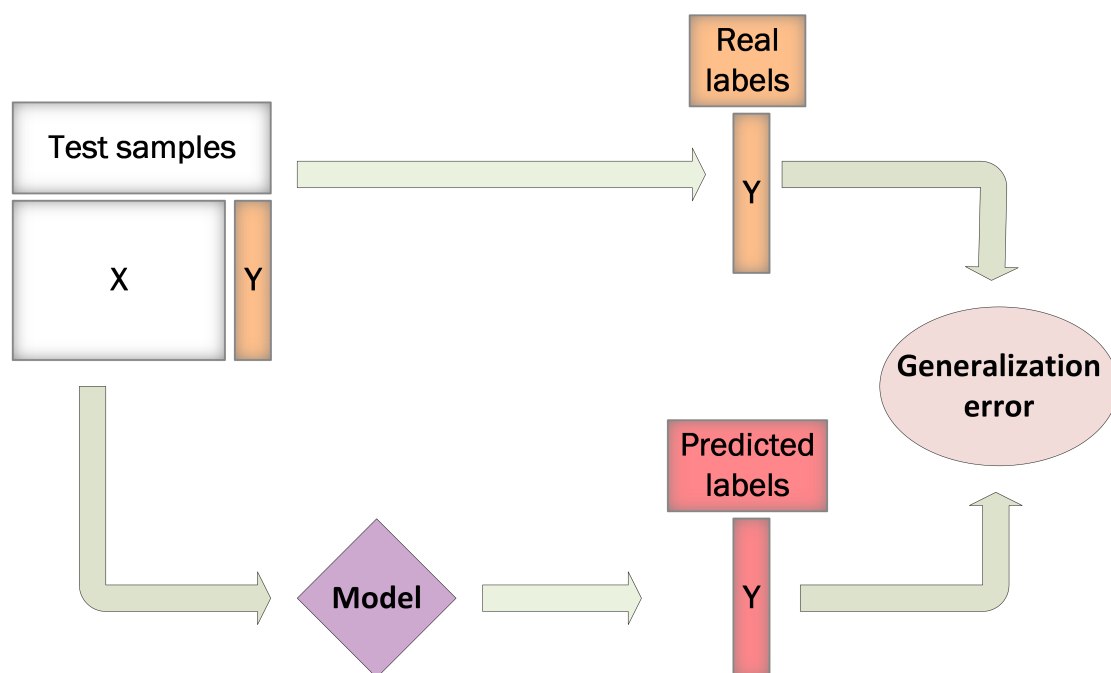 Real
labels
Test samples
Y
X
Y
Generalization
error
Predicted
labels
Model
Y